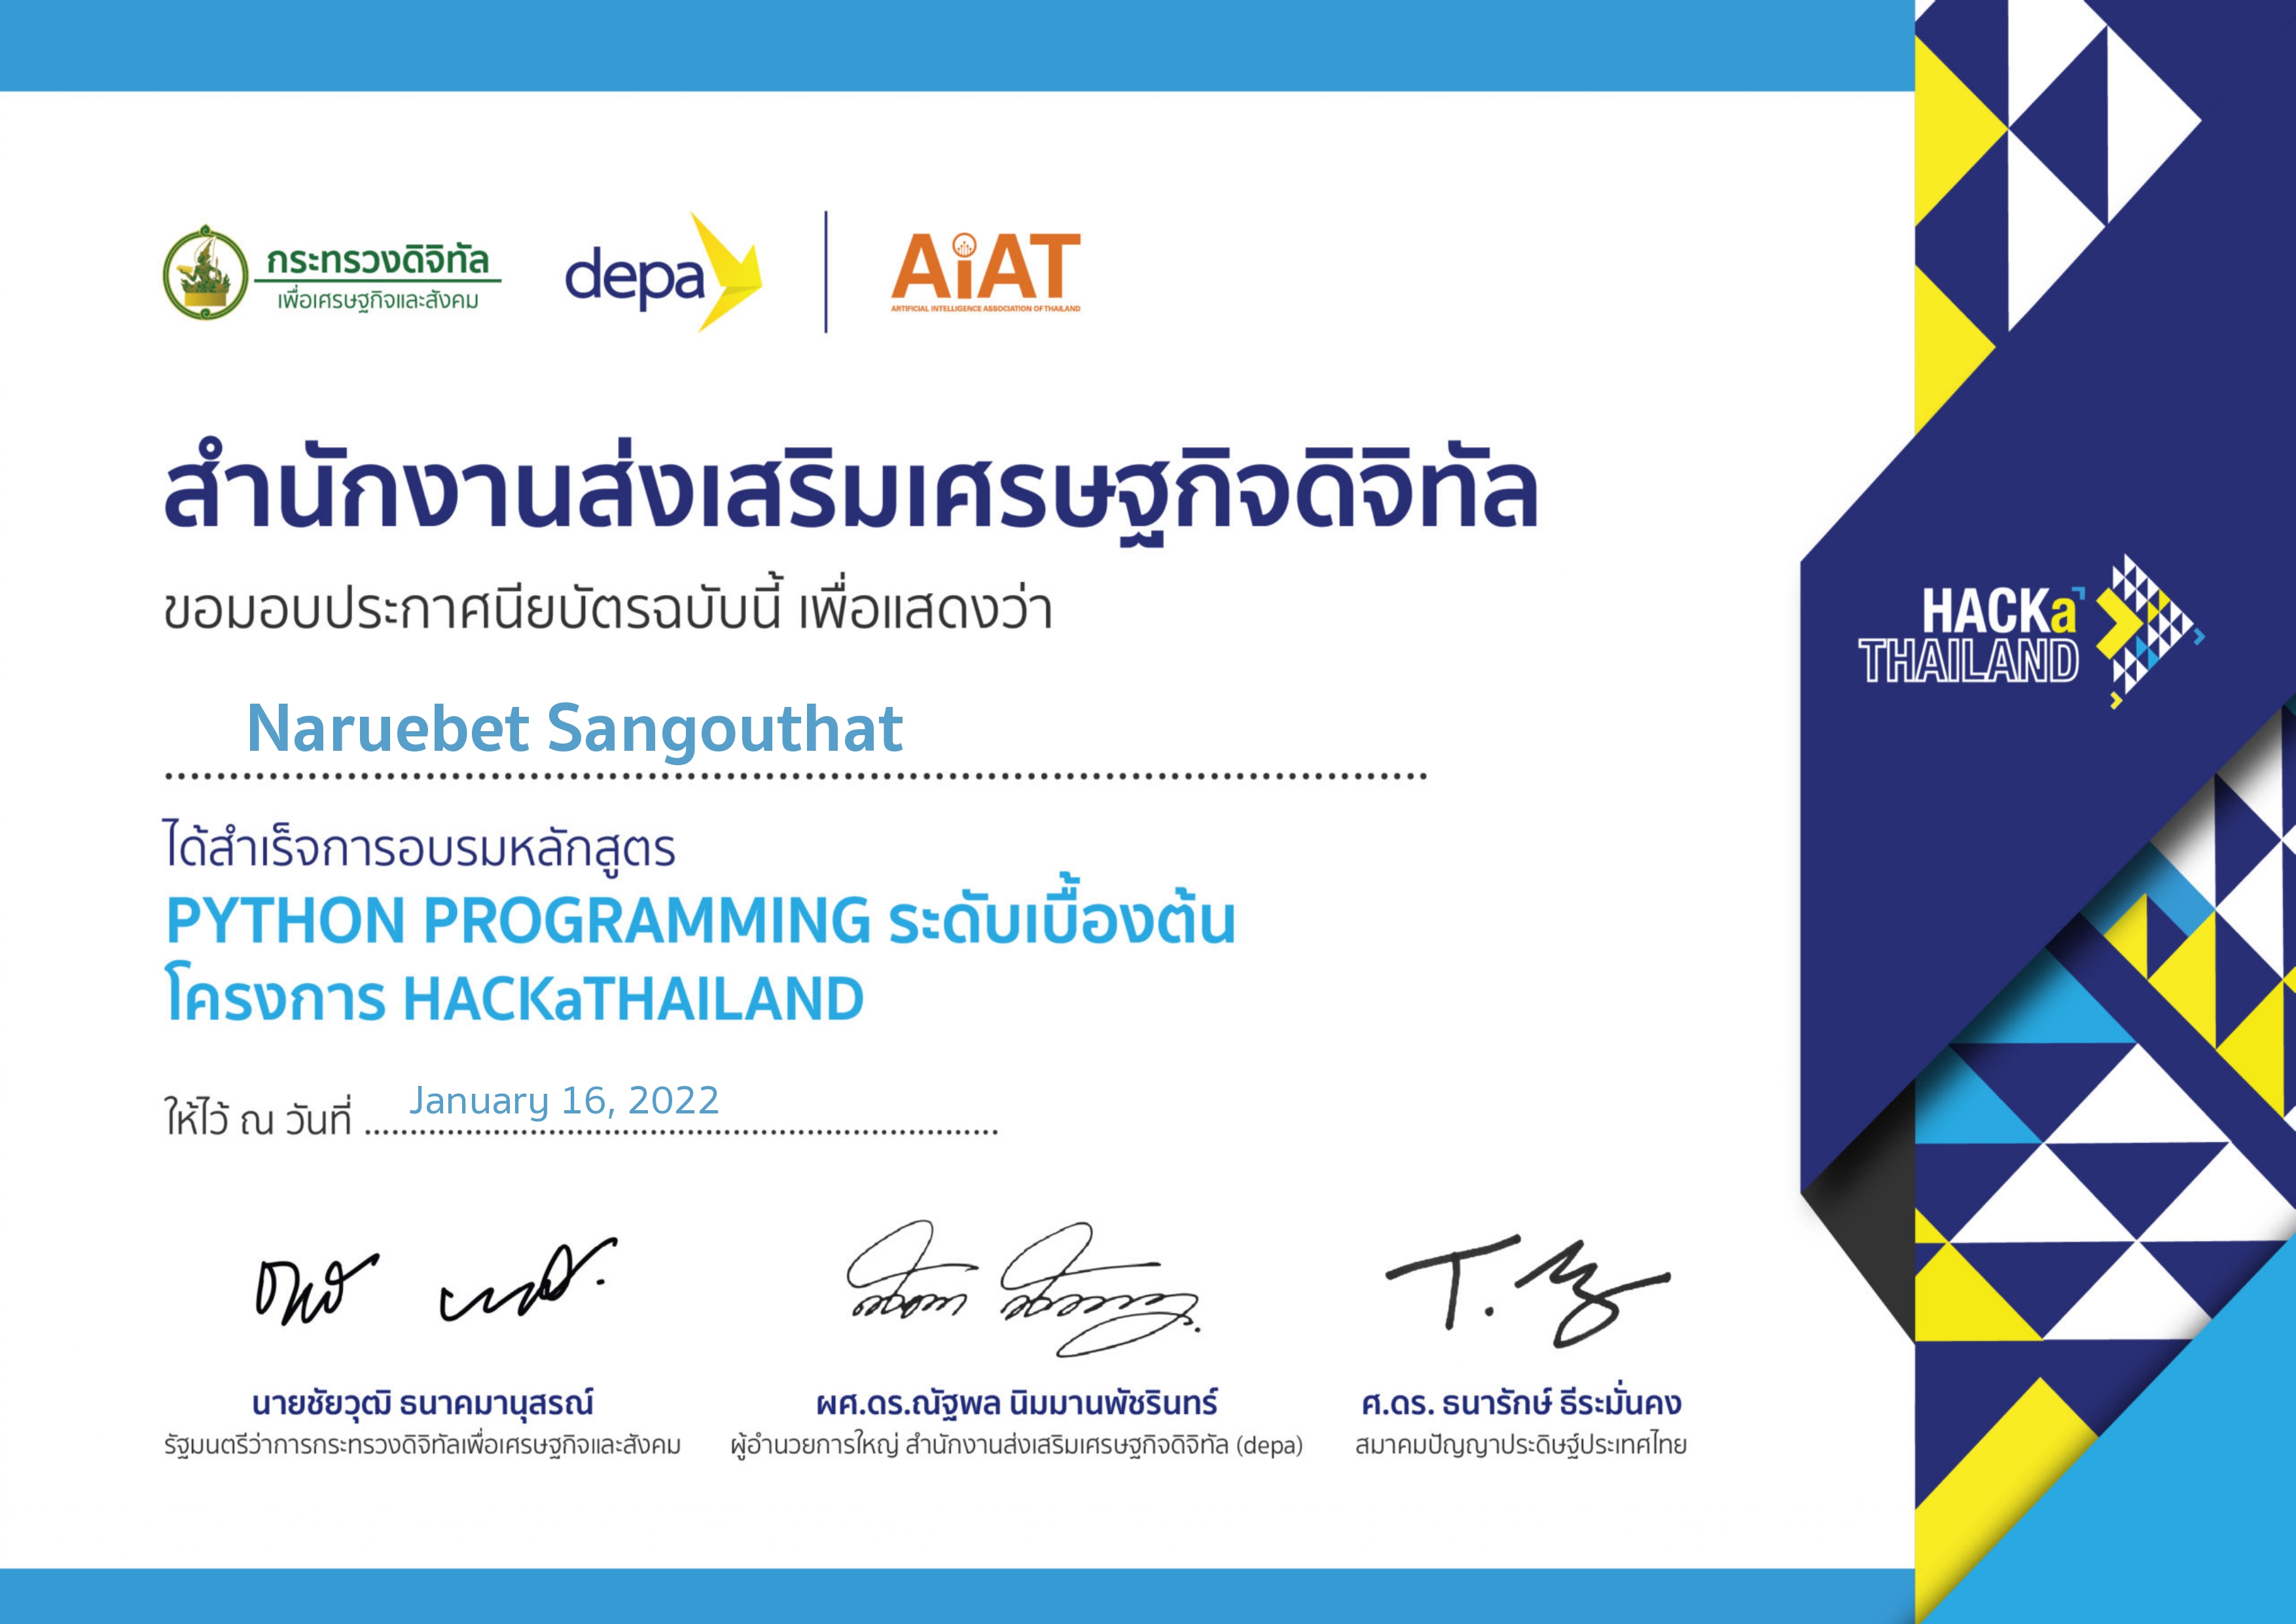 กระทรวงดิจิทัล
เพื่อเศรษฐกิจและสังคม
depa
AiAT
ARTIFICIAL INTELLIGENCE ASSOCIATION OF THAILAND
สำนักงานส่งเสริมเศรษฐกิจดิจิทัล
ขอมอบประกาศนียบัตรฉบับนี้ เพื่อแสดงว่า
HACKa
THAILAND
Naruebet Sangouthat
ได้สำเร็จการอบรมหลักสูตร
PYTHON PROGRAMMING ระดับเบื้องต้น
โครงการ HACKaTHAILAND
ให้ไว้ ณ วันที่ January 16, 2022
T.
นายชัยวุฒิ ธนาคมานุสรณ์
รัฐมนตรีว่าการกระทรวงดิจิทัลเพื่อเศรษฐกิจและสังคม
ผศ.ดร.ณัฐพล นิมมานพัชรินทร์
ผู้อำนวยการใหญ่ สำนักงานส่งเสริมเศรษฐกิจดิจิทัล (depa)
ศ.ดร. ธนารักษ์ ธีระมั่นคง
สมาคมปัญญาประดิษฐ์ประเทศไทย